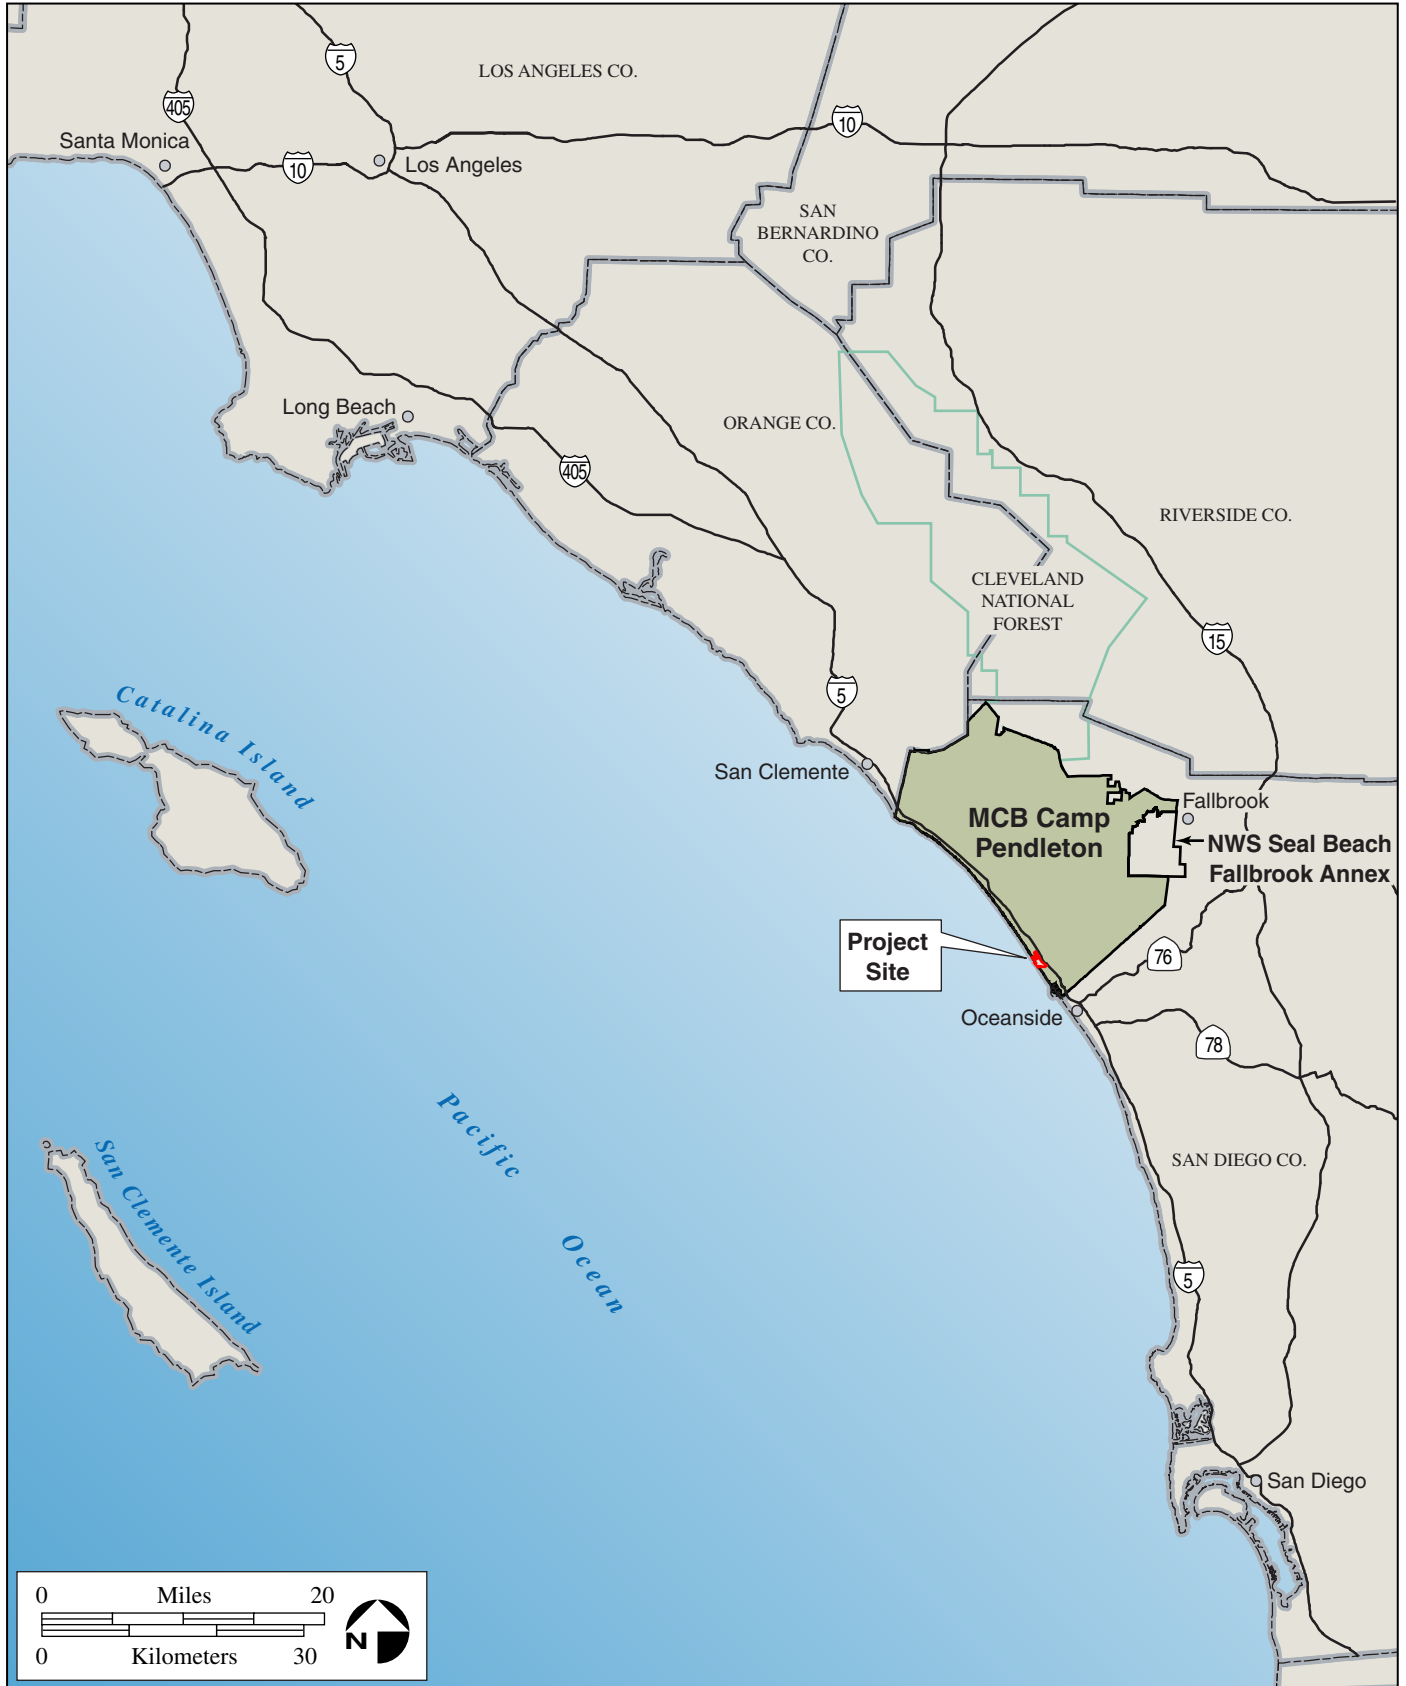 5
LOS ANGELES CO.
405
10
Santa Monica
10
Los Angeles
SAN
BERNARDINO
CO.
Long Beach
ORANGE CO.
405
RIVERSIDE CO.
CLEVELAND
NATIONAL
FOREST
15
5
Catalina Island
San Clemente
Fallbrook
MCB Camp
Pendleton
NWS Seal Beach
Fallbrook Annex
Project
Site
76
Oceanside
78
Pacific
Ocean
San Clemente Island
SAN DIEGO CO.
5
San Diego
0 Miles 20
0 Kilometers 30
N